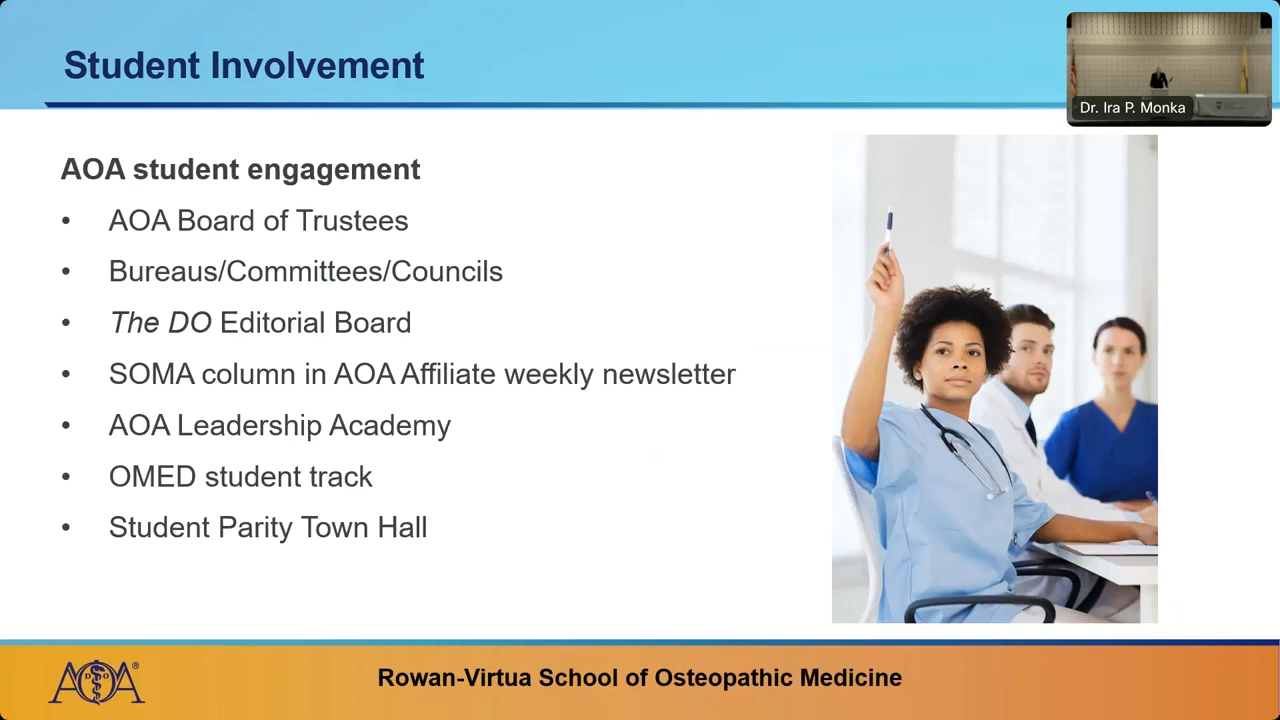 Student Involvement
Dr. Ira P. Monka
AOA student engagement
• AOA Board of Trustees
• Bureaus/Committees/Councils
• The DO Editorial Board
• SOMA column in AOA Affiliate weekly newsletter
• AOA Leadership Academy
• OMED student track
• Student Parity Town Hall
AOA®
D O
Rowan-Virtua School of Osteopathic Medicine